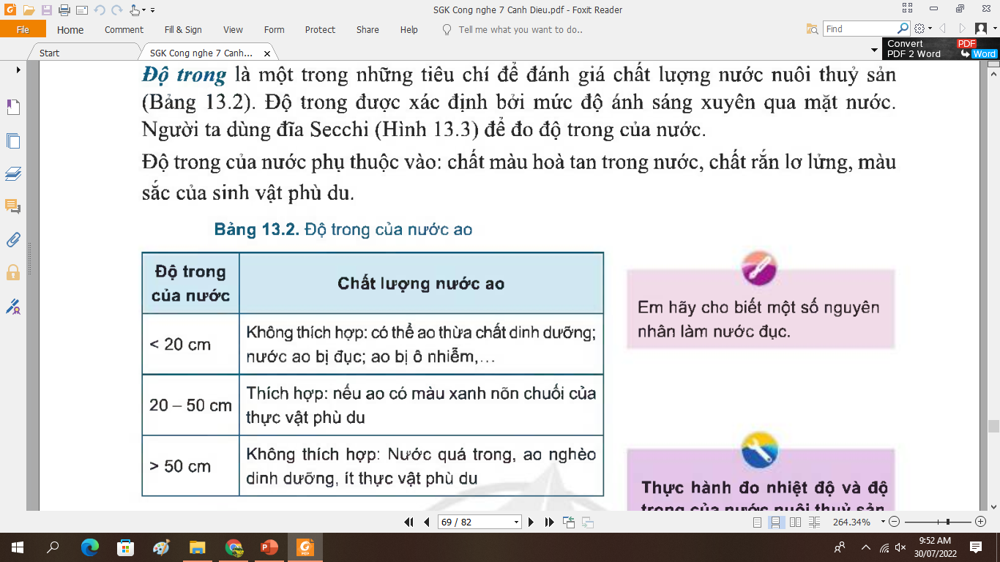 SGK Cong nghe 7 Canh Dieu.pdf - Foxit Reader
File Home Comment Fill & Sign View Form Protect Share Help Tell me what you want to do.. Find
Start SGK Cong nghe 7 Canh... Convert PDF
PDF 2 Word Word
Độ trong là một trong những tiêu chí để đánh giá chất lượng nước nuôi thuỷ sản
(Bảng 13.2). Độ trong được xác định bởi mức độ ánh sáng xuyên qua mặt nước.
Người ta dùng đĩa Secchi (Hình 13.3) để đo độ trong của nước.
Độ trong của nước phụ thuộc vào: chất màu hoà tan trong nước, chất rắn lơ lửng, màu
sắc của sinh vật phù du.
Bảng 13.2. Độ trong của nước ao
Độ trong
của nước
Chất lượng nước ao
< 20 cm
Không thích hợp: có thể ao thừa chất dinh dưỡng;
nước ao bị đục; ao bị ô nhiễm,...
20 – 50 cm
Thích hợp: nếu ao có màu xanh nõn chuối của
thực vật phù du
> 50 cm
Không thích hợp: Nước quá trong, ao nghèo
dinh dưỡng, ít thực vật phù du
Em hãy cho biết một số nguyên
nhân làm nước đục.
Thực hành đo nhiệt độ và độ
trong của nước nuôi thuỷ sản
69 / 82
264.34%
9:52 AM
30/07/2022